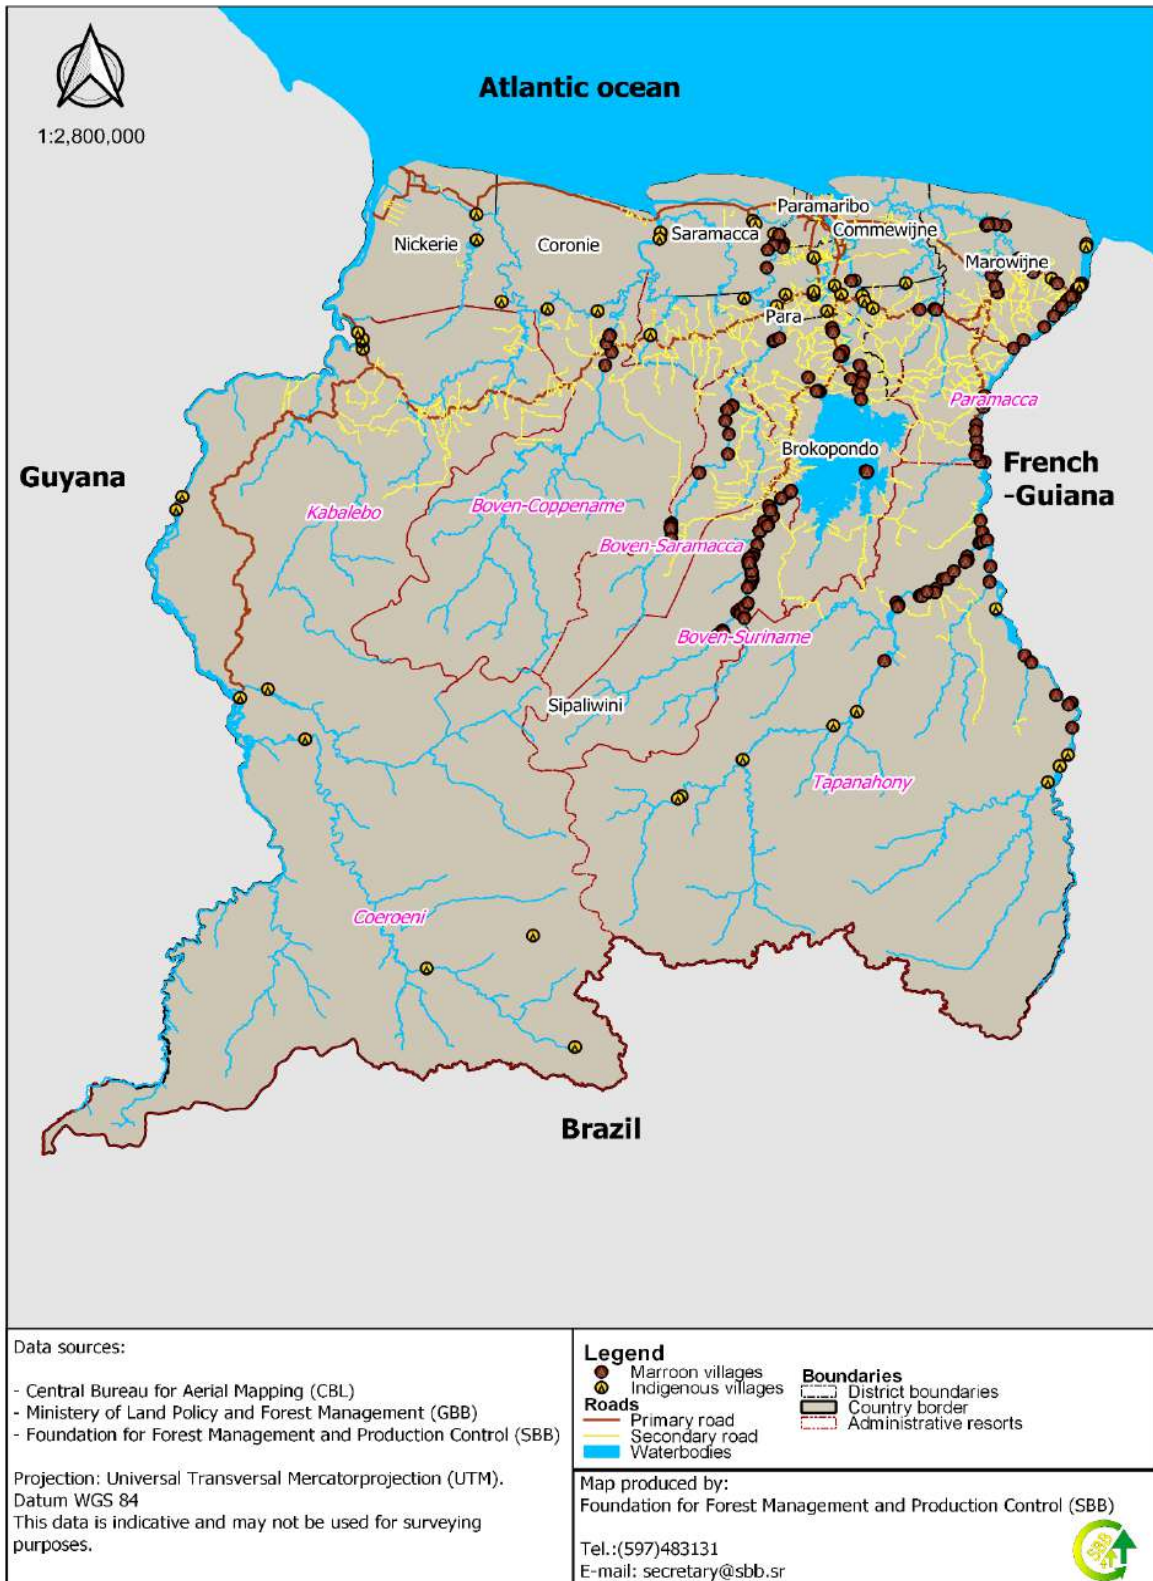 Atlantic ocean
1:2,800,000
Paramaribo
Nickerie
Coronie
Saramacca
Commewijne
Marowijne
Para
Paramacca
Brokopondo
Guyana
French
-Guiana
Kabalebo
Boven-Coppename
Boven-Saramacca
Boven-Suriname
Sipaliwini
Tapanahony
Coeroeni
Brazil
Data sources:
- Central Bureau for Aerial Mapping (CBL)
- Ministry of Land Policy and Forest Management (GBB)
- Foundation for Forest Management and Production Control (SBB)
Projection: Universal Transversal Mercatorprojection (UTM).
Datum WGS 84
This data is indicative and may not be used for surveying
purposes.
Legend
Marroon villages
Indigenous villages
Roads
Primary road
Secondary road
Waterbodies
Boundaries
District boundaries
Country border
Administrative resorts
Map produced by:
Foundation for Forest Management and Production Control (SBB)
Tel.:(597)483131
E-mail: secretary@sbb.sr
SBB